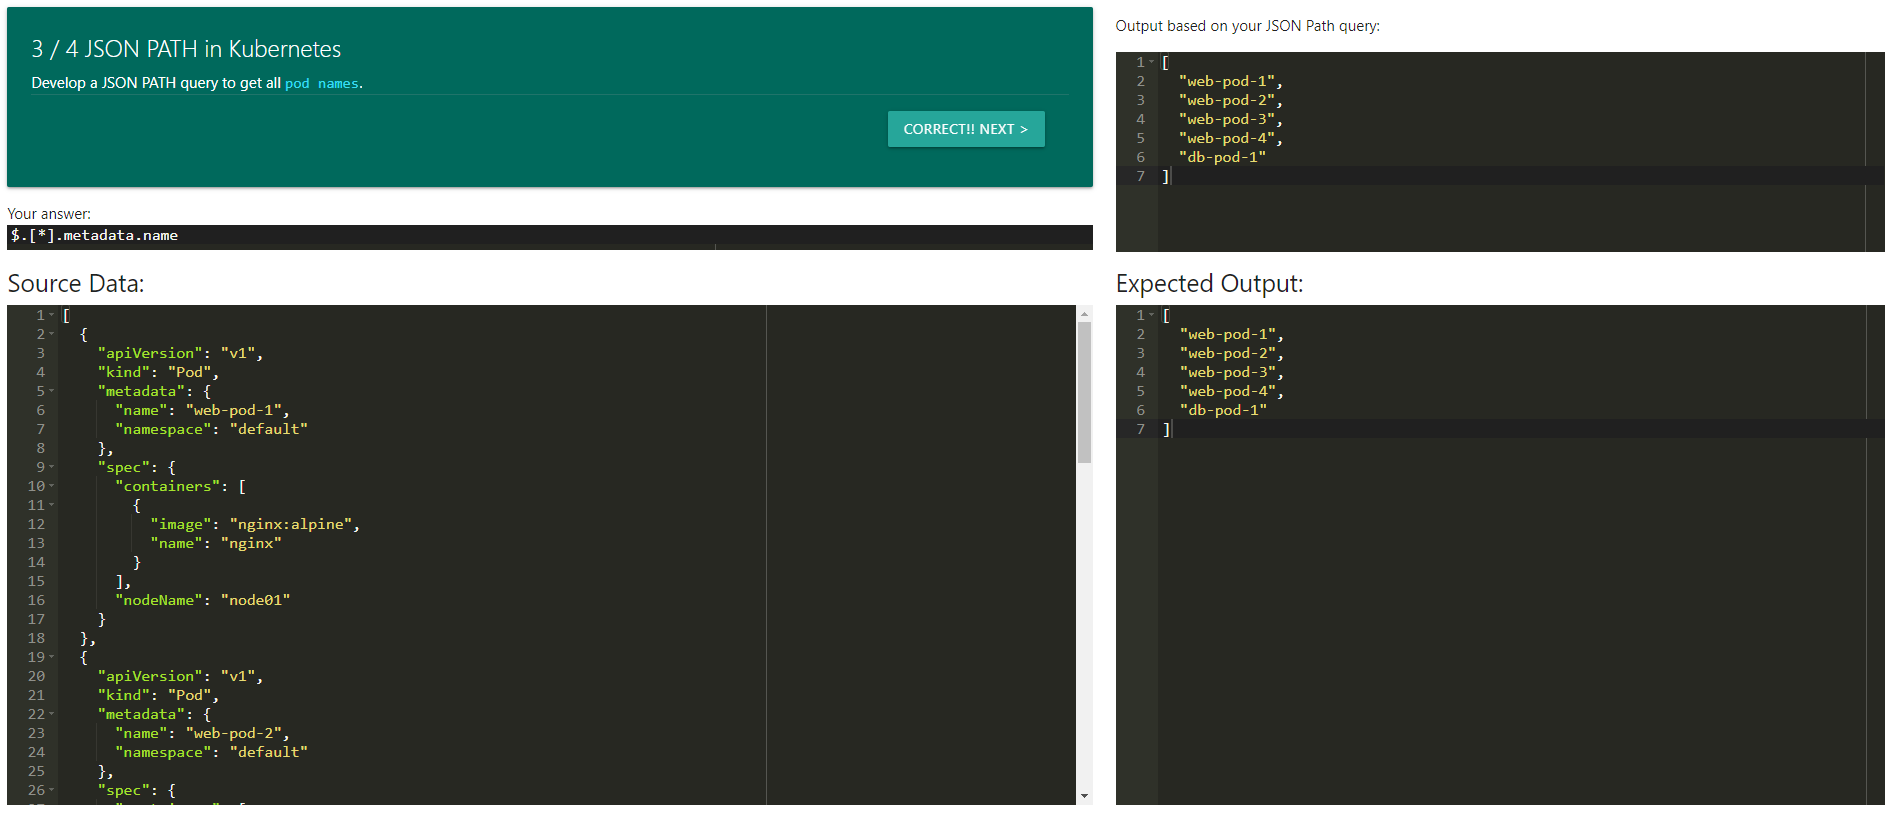 3 / 4 JSON PATH in Kubernetes
Develop a JSON PATH query to get all pod names.
CORRECT!! NEXT >
Your answer:
$.[*].metadata.name
Source Data:
1 [
2 {
3 "apiVersion": "v1",
4 "kind": "Pod",
5 "metadata": {
6 "name": "web-pod-1",
7 "namespace": "default"
8 },
9 "spec": {
10 "containers": [
11 {
12 "image": "nginx:alpine",
13 "name": "nginx"
14 }
15 ],
16 "nodeName": "node01"
17 }
18 },
19 {
20 "apiVersion": "v1",
21 "kind": "Pod",
22 "metadata": {
23 "name": "web-pod-2",
24 "namespace": "default"
25 },
26 "spec": {
Output based on your JSON Path query:
1 [
2 "web-pod-1",
3 "web-pod-2",
4 "web-pod-3",
5 "web-pod-4",
6 "db-pod-1"
7 ]
Expected Output:
1 [
2 "web-pod-1",
3 "web-pod-2",
4 "web-pod-3",
5 "web-pod-4",
6 "db-pod-1"
7 ]